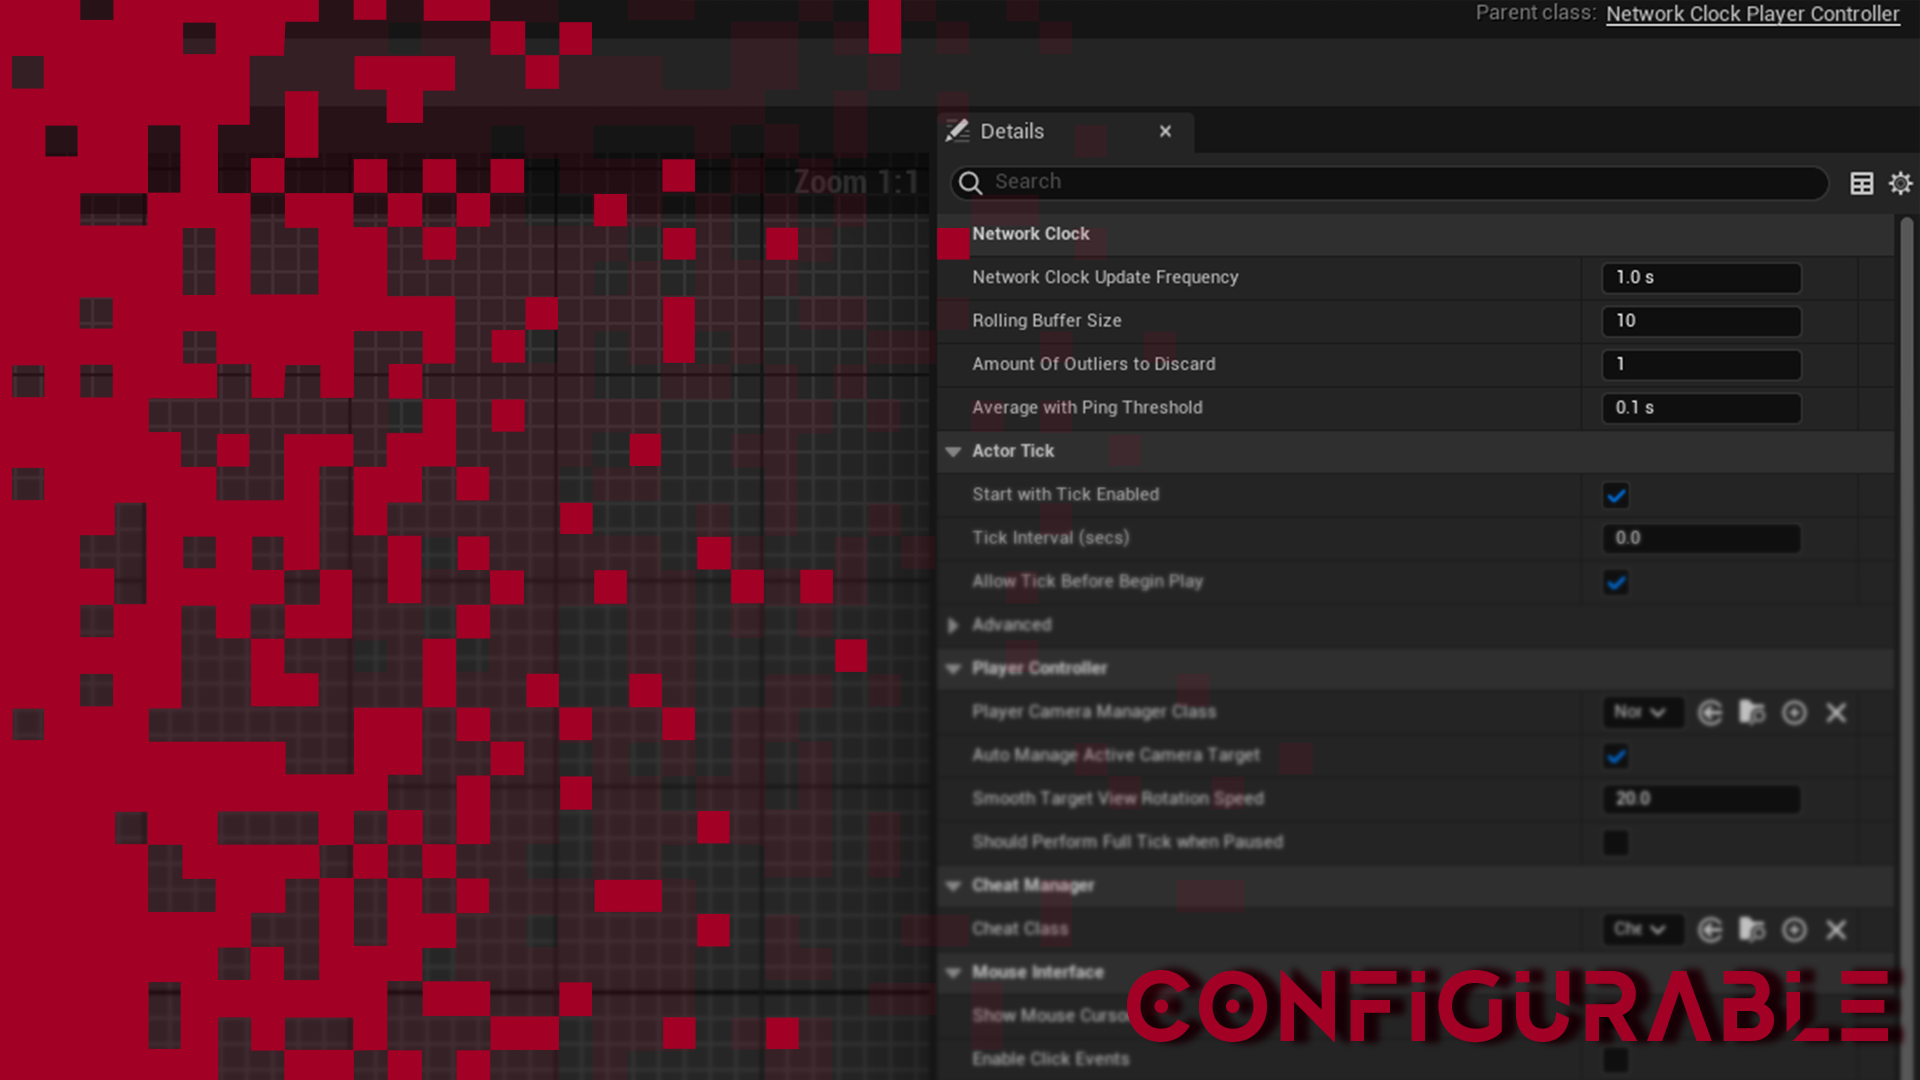 Parent class: Network Clock Player Controller
Details
Zoom 1:1
Search
Network Clock
Network Clock Update Frequency 1.0 s
Rolling Buffer Size 10
Amount Of Outliers to Discard 1
Average with Ping Threshold 0.1 s
Actor Tick
Start with Tick Enabled
Tick Interval (secs) 0.0
Allow Tick Before Begin Play
Advanced
Player Controller
Player Camera Manager Class Nor
Auto Manage Active Camera Target
Smooth Target View Rotation Speed 20.0
Should Perform Full Tick when Paused
Cheat Manager
Cheat Class Che
Mouse Interface
Show Mouse Curso
CONFiGURABLE
Enable Click Events